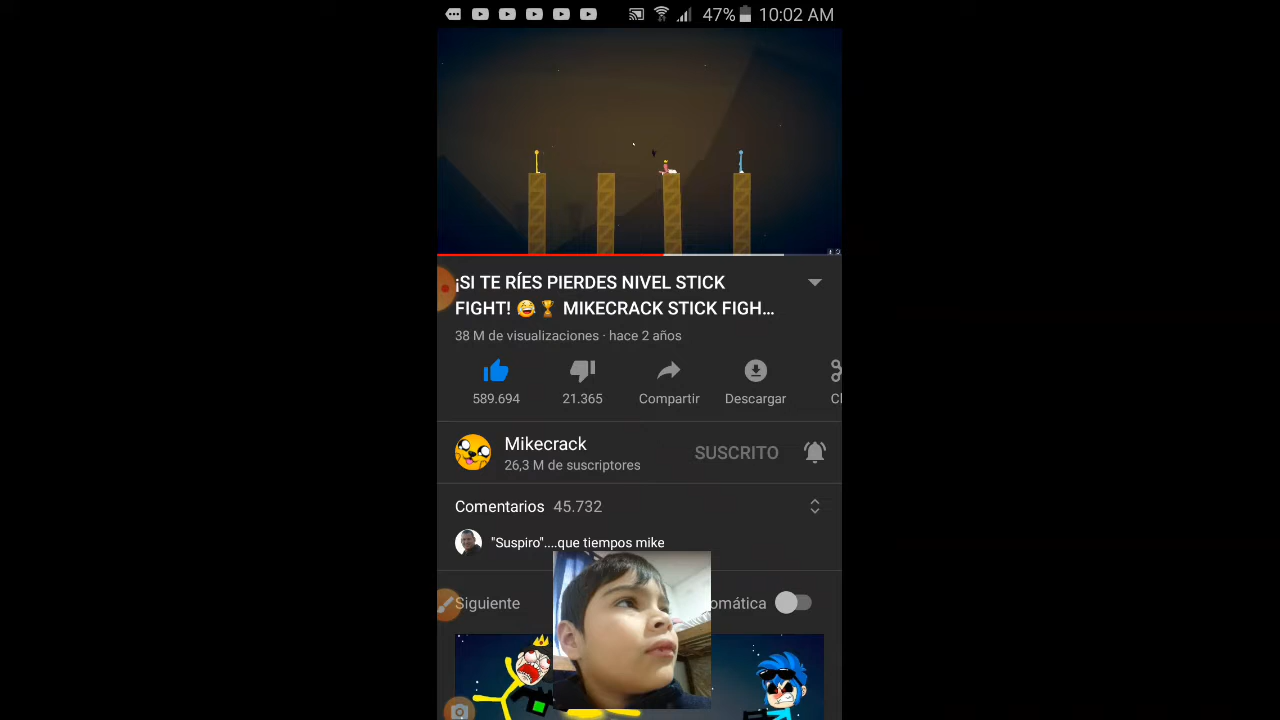 47% 10:02 AM
¡SI TE RÍES PIERDES NIVEL STICK
FIGHT! 😂🏆 MIKECRACK STICK FIGH...
38 M de visualizaciones · hace 2 años
589.694 21.365 Compartir Descargar Cl
Mikecrack
26,3 M de suscriptores
SUSCRITO
Comentarios 45.732
"Suspiro"....que tiempos mike
Siguiente omática